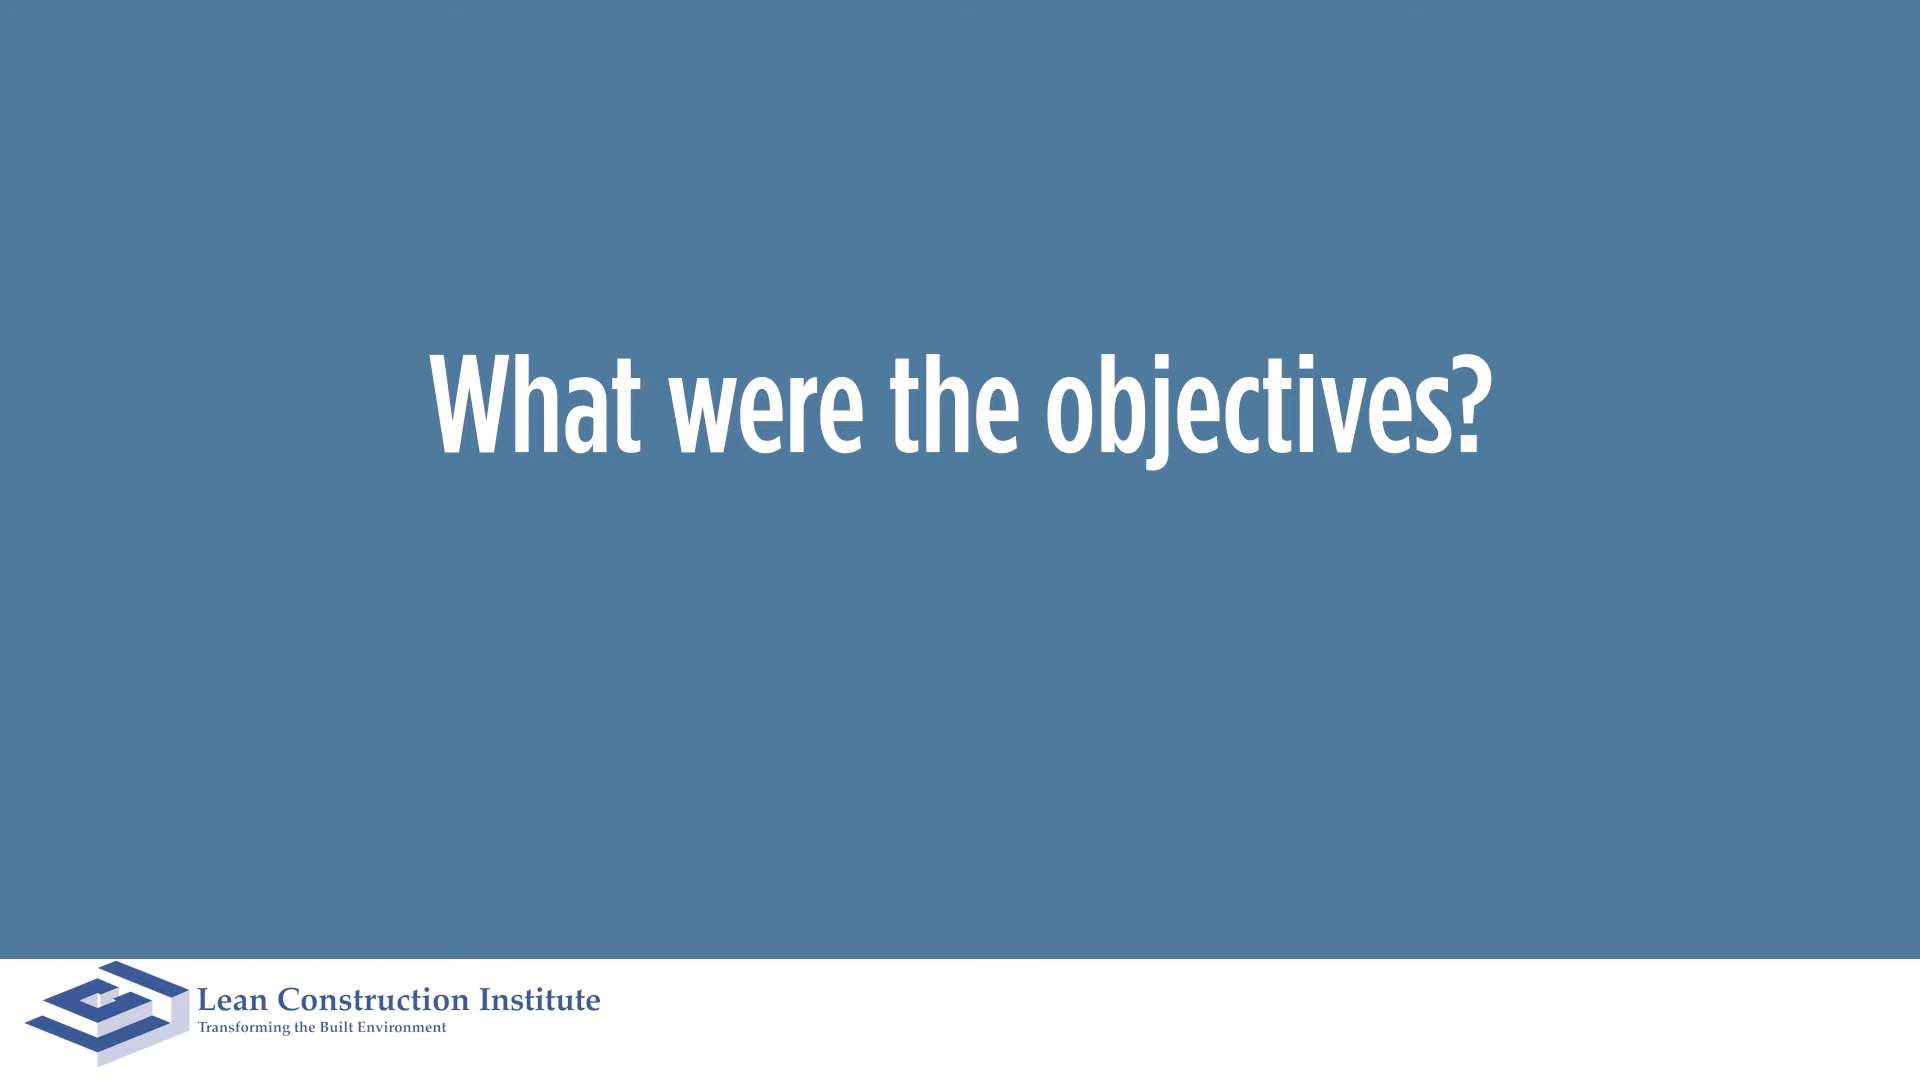 What were the objectives?
Lean Construction Institute
Transforming the Built Environment